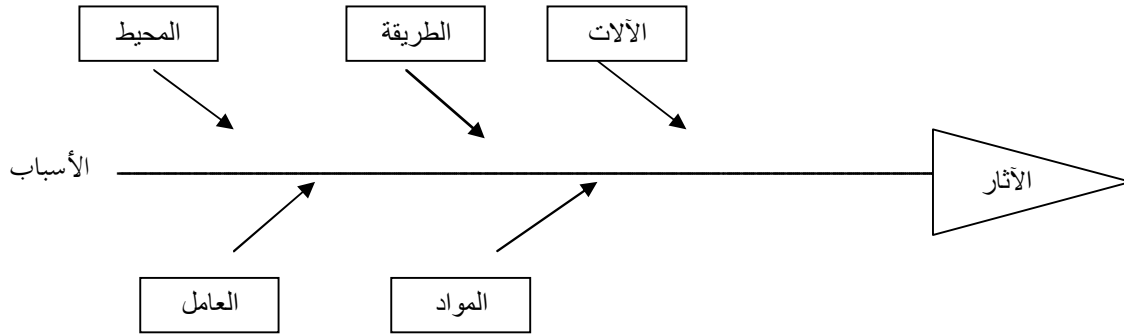 الآلات
الطريقة
المحيط
الأسباب
الآثار
المواد
العامل